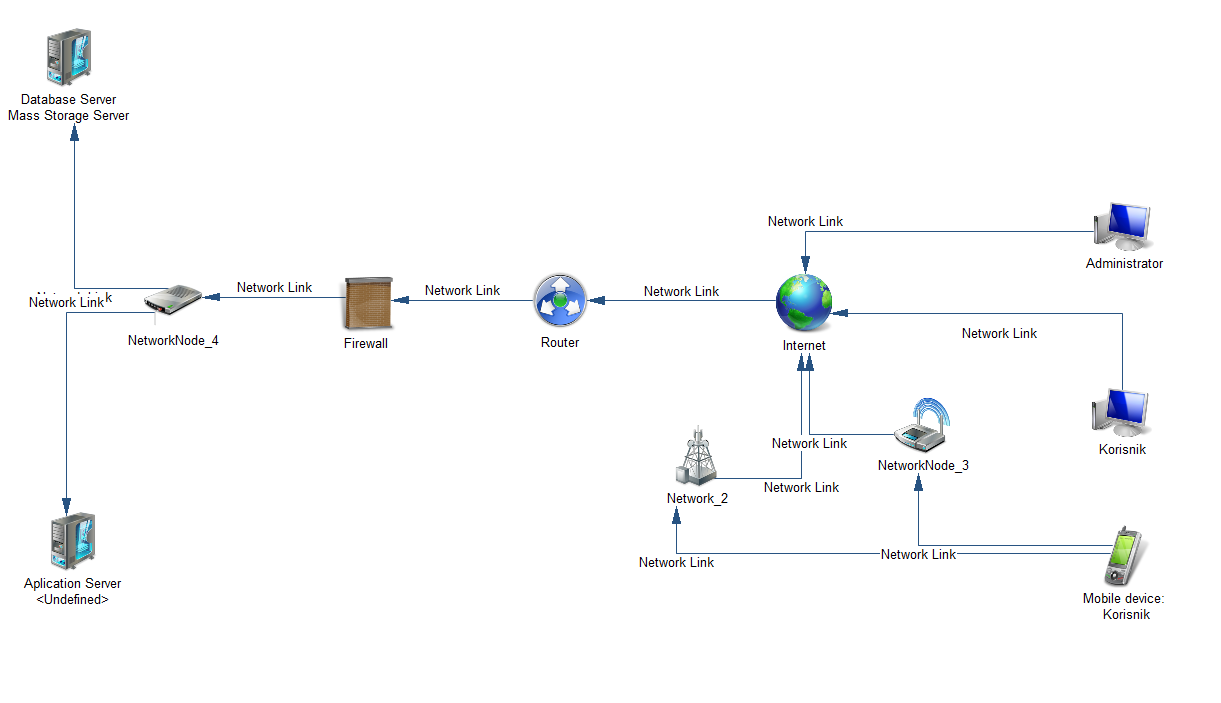 Database Server
Mass Storage Server
Network Link
Administrator
Network Link
Network Link
Network Link
Network Link
Network Link
NetworkNode_4
Firewall
Router
Internet
Network Link
Korisnik
Network Link
NetworkNode_3
Network Link
Network_2
Network Link
Network Link
Aplication Server
<Undefined>
Mobile device:
Korisnik